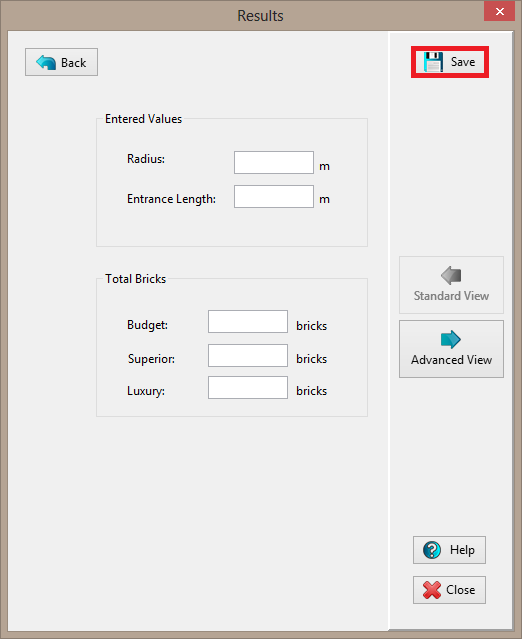 Results
Back
Save
Entered Values
Radius: m
Entrance Length: m
Standard View
Total Bricks
Budget: bricks
Advanced View
Superior: bricks
Luxury: bricks
Help
Close